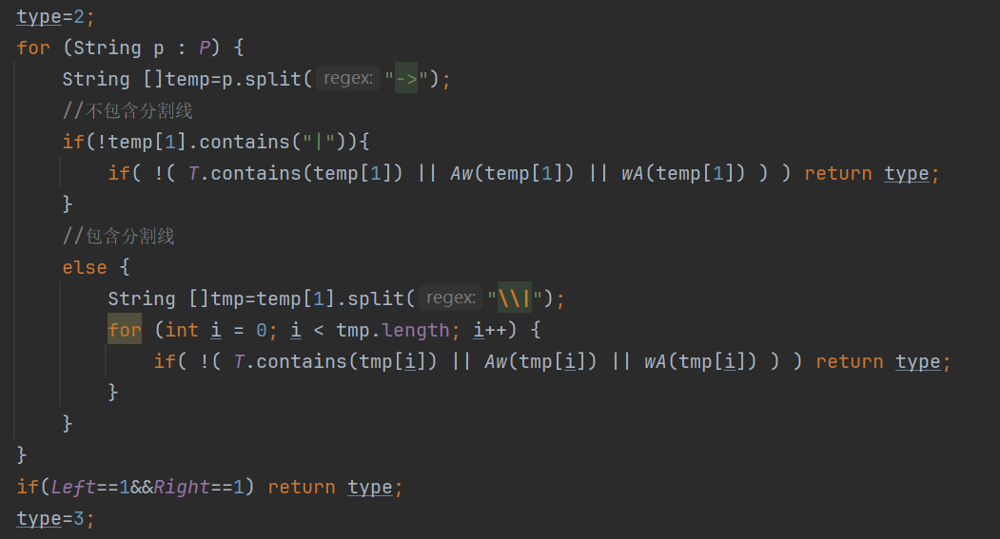 type=2;
for (String p : P) {
String []temp=p.split( regex: "->");
//不包含分割线
if(!temp[1].contains("|")){
if( !( T.contains(temp[1]) || Aw(temp[1]) || wA(temp[1]) ) ) return type;
}
//包含分割线
else {
String []tmp=temp[1].split( regex: "\\|");
for (int i = 0; i < tmp.length; i++) {
if( !( T.contains(tmp[i]) || Aw(tmp[i]) || wA(tmp[i]) ) ) return type;
}
}
}
if(Left==1&&Right==1) return type;
type=3;